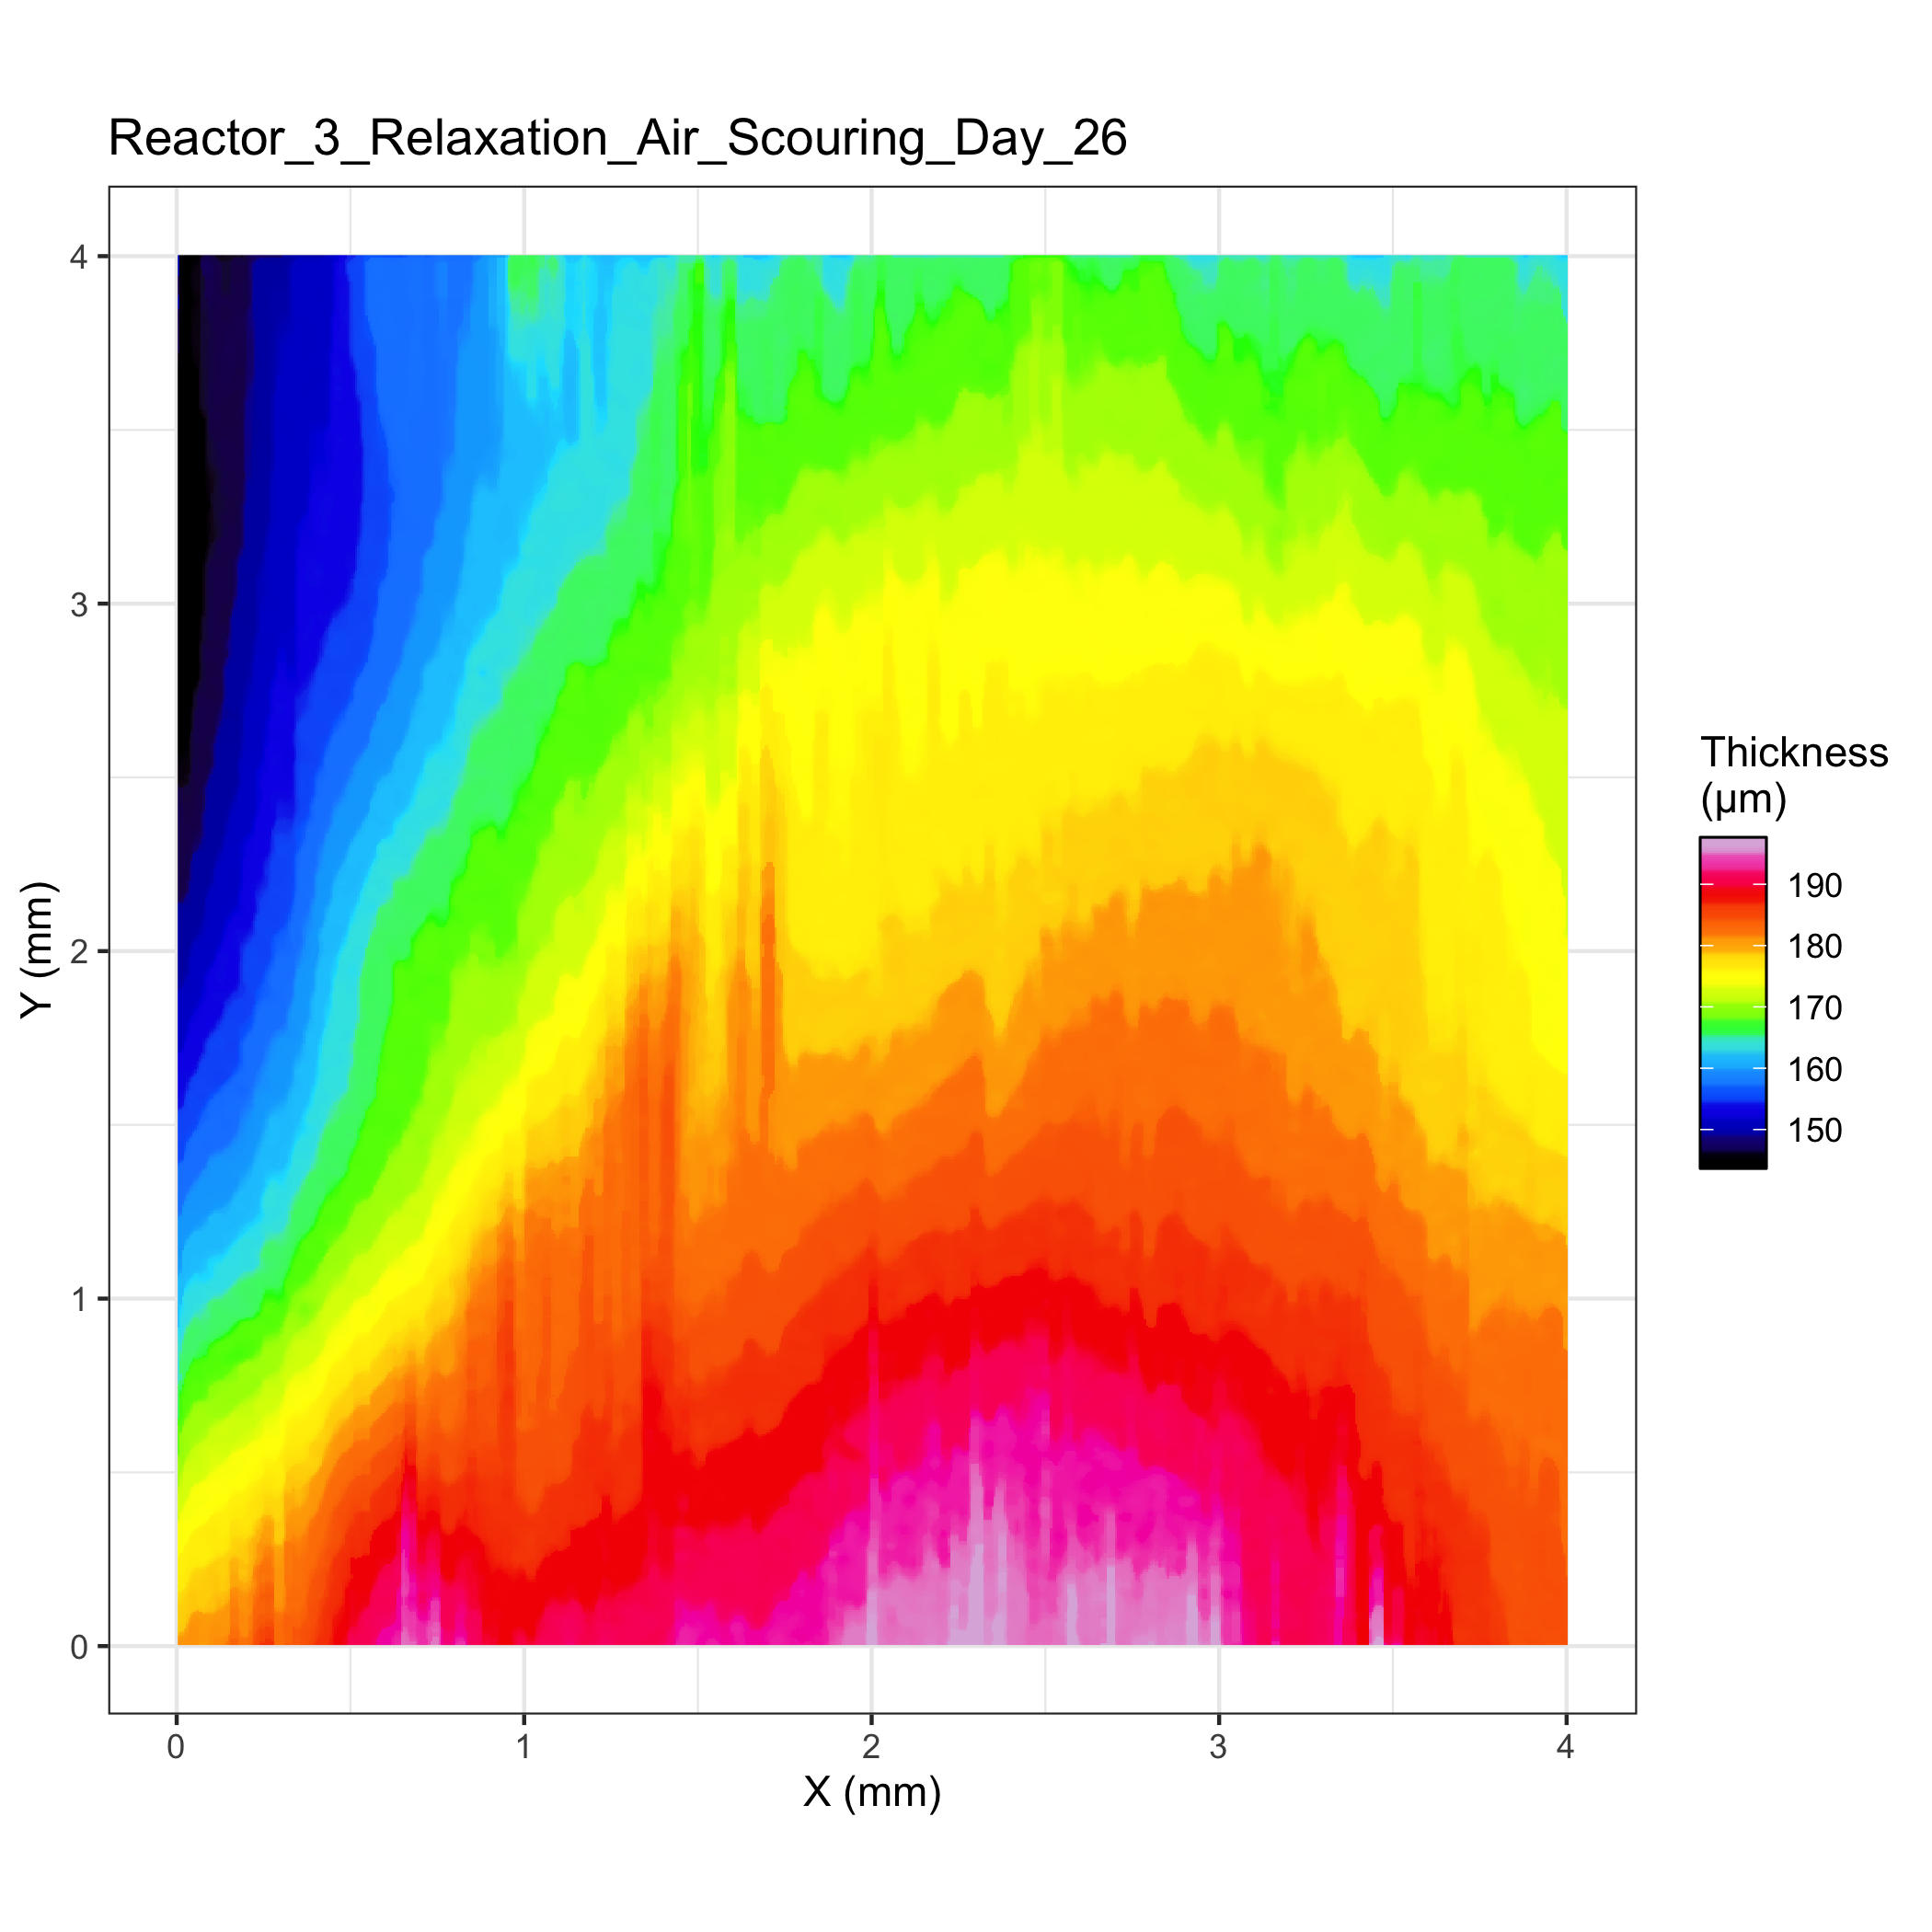 Reactor_3_Relaxation_Air_Scouring_Day_26
4
3
2
1
0
Y (mm)
0 1 2 3 4
X (mm)
Thickness
(µm)
190
180
170
160
150